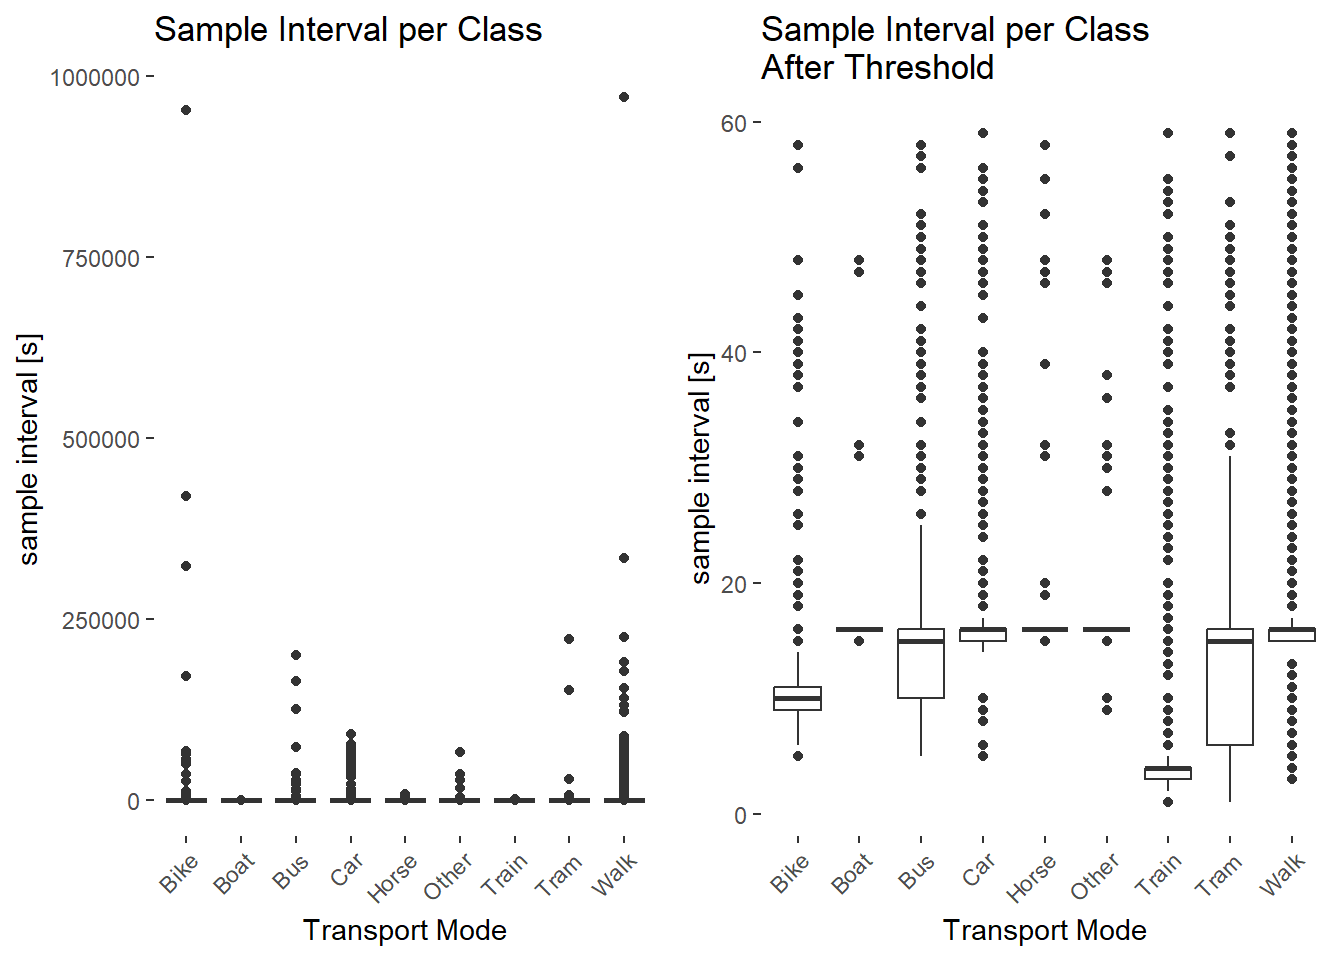 Sample Interval per Class
1000000
750000
500000
250000
0
sample interval [s]
Bike
Boat
Bus
Car
Horse
Other
Train
Tram
Walk
Transport Mode
Sample Interval per Class
After Threshold
60
40
20
0
sample interval [s]
Bike
Boat
Bus
Car
Horse
Other
Train
Tram
Walk
Transport Mode